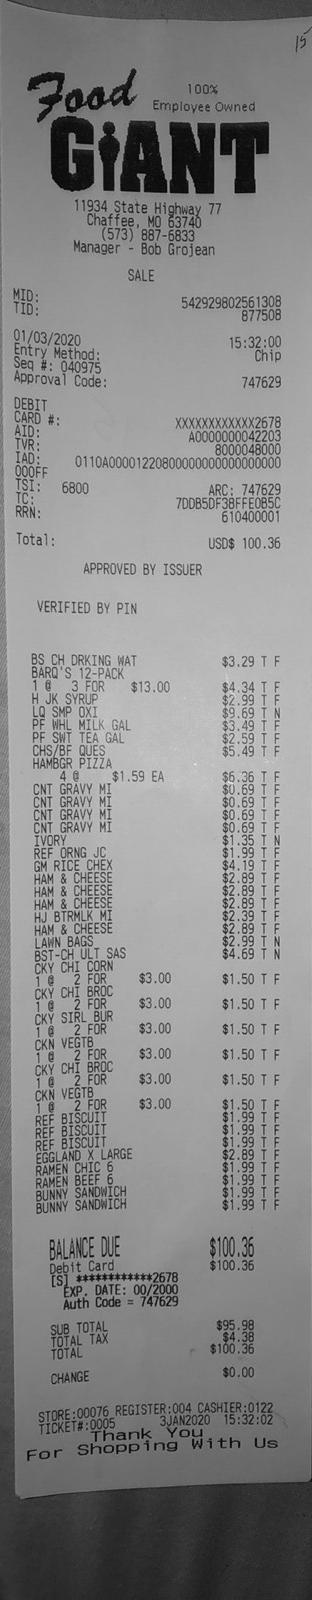 15
Food
100%
Employee Owned
GIANT
11934 State Highway 77
Chaffee, MO 63740
(573) 887-6833
Manager - Bob Grojean
SALE
MID: 542929802561308
TID: 877508
01/03/2020 15:32:00
Entry Method: Chip
Seq #: 040975
Approval Code: 747629
DEBIT
CARD #: XXXXXXXXXXXX2678
AID: A0000000042203
TVR: 8000048000
IAD: 0110A00001220800000000000000000
000FF
TSI: 6800 ARC: 747629
TC: 7DDB5DF38FFE0B5C
RRN: 610400001
Total: USD$ 100.36
APPROVED BY ISSUER
VERIFIED BY PIN
BS CH DRKING WAT $3.29 T F
BARQ'S 12-PACK
1 @ 3 FOR $13.00 $4.34 T F
H JK SYRUP $2.99 T F
LQ SMP OXI $9.69 T N
PF WHL MILK GAL $3.49 T F
PF SWT TEA GAL $2.59 T F
CHS/BF QUES $5.49 T F
HAMBGR PIZZA
4 @ $1.59 EA $6.36 T F
CNT GRAVY MI $0.69 T F
CNT GRAVY MI $0.69 T F
CNT GRAVY MI $0.69 T F
CNT GRAVY MI $0.69 T F
IVORY $1.35 T N
REF ORNG JC $1.99 T F
GM RICE CHEX $4.19 T F
HAM & CHEESE $2.89 T F
HAM & CHEESE $2.89 T F
HAM & CHEESE $2.89 T F
HJ BTRMLK MI $2.39 T F
HAM & CHEESE $2.89 T F
LAWN BAGS $2.99 T N
BST-CH ULT SAS $4.69 T N
CKY CHI CORN
1 @ 2 FOR $3.00 $1.50 T F
CKY CHI BROC
1 @ 2 FOR $3.00 $1.50 T F
CKY SIRL BUR
1 @ 2 FOR $3.00 $1.50 T F
CKN VEGTB
1 @ 2 FOR $3.00 $1.50 T F
CKY CHI BROC
1 @ 2 FOR $3.00 $1.50 T F
CKN VEGTB
1 @ 2 FOR $3.00 $1.50 T F
REF BISCUIT $1.99 T F
REF BISCUIT $1.99 T F
REF BISCUIT $1.99 T F
EGGLAND X LARGE $2.89 T F
RAMEN CHIC 6 $1.99 T F
RAMEN BEEF 6 $1.99 T F
BUNNY SANDWICH $1.99 T F
BUNNY SANDWICH $1.99 T F
BALANCE DUE $100.36
Debit Card $100.36
[S] ************2678
EXP. DATE: 00/2000
Auth Code = 747629
SUB TOTAL $95.98
TOTAL TAX $4.38
TOTAL $100.36
CHANGE $0.00
STORE:00076 REGISTER:004 CASHIER:0122
TICKET#:0005 3JAN2020 15:32:02
Thank You
For Shopping With Us